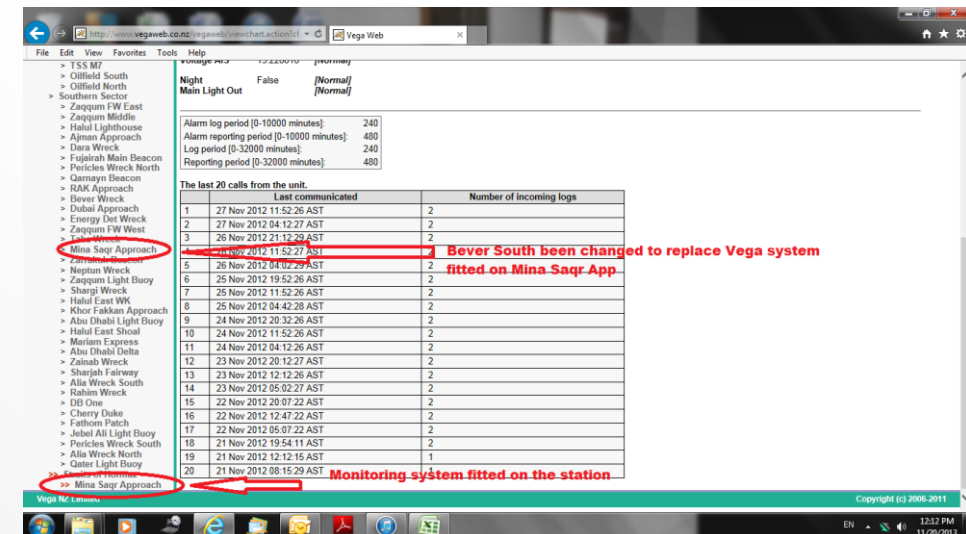 http://www.vegaweb.co.nz/vegaweb/viewchart.action?cl
Vega Web
File Edit View Favorites Tools Help
> TSS M7
> Oilfield South
> Oilfield North
> Southern Sector
> Zaqqum FW East
> Zaqqum Middle
> Halul Lighthouse
> Ajman Approach
> Dara Wreck
> Fujairah Main Beacon
> Pericles Wreck North
> Qarnayn Beacon
> RAK Approach
> Bever Wreck
> Dubai Approach
> Energy Det Wreck
> Zaqqum FW West
> Mina Saqr Approach
> Neptun Wreck
> Zaqqum Light Buoy
> Shargi Wreck
> Halul East WK
> Khor Fakkan Approach
> Abu Dhabi Light Buoy
> Halul East Shoal
> Mariam Express
> Abu Dhabi Delta
> Zainab Wreck
> Sharjah Fairway
> Alia Wreck South
> Rahim Wreck
> DB One
> Cherry Duke
> Fathom Patch
> Jebel Ali Light Buoy
> Pericles Wreck South
> Alia Wreck North
> Qater Light Buoy
>> Mina Saqr Approach
Night False [Normal]
Main Light Out [Normal]
Alarm log period [0-10000 minutes]: 240
Alarm reporting period [0-10000 minutes]: 480
Log period [0-32000 minutes]: 240
Reporting period [0-32000 minutes]: 480
The last 20 calls from the unit.
Last communicated Number of incoming logs
1 27 Nov 2012 11:52:26 AST 2
2 27 Nov 2012 04:12:27 AST 2
3 26 Nov 2012 21:12:29 AST 2
4 26 Nov 2012 11:52:27 AST 2
5 26 Nov 2012 04:02:29 AST 2
6 25 Nov 2012 19:52:26 AST 2
7 25 Nov 2012 11:52:26 AST 2
8 25 Nov 2012 04:42:28 AST 2
9 24 Nov 2012 20:32:26 AST 2
10 24 Nov 2012 11:52:26 AST 2
11 24 Nov 2012 04:12:26 AST 2
12 23 Nov 2012 20:12:27 AST 2
13 23 Nov 2012 12:12:26 AST 2
14 23 Nov 2012 05:02:27 AST 2
15 22 Nov 2012 20:07:22 AST 2
16 22 Nov 2012 12:47:22 AST 2
17 22 Nov 2012 05:07:22 AST 2
18 21 Nov 2012 19:54:11 AST 2
19 21 Nov 2012 12:12:15 AST 1
20 21 Nov 2012 08:15:29 AST 1
Bever South been changed to replace Vega system
fitted on Mina Saqr App
Monitoring system fitted on the station
Vega NZ Limited Copyright (c) 2006-2011
EN 12:12 PM
11/20/2013